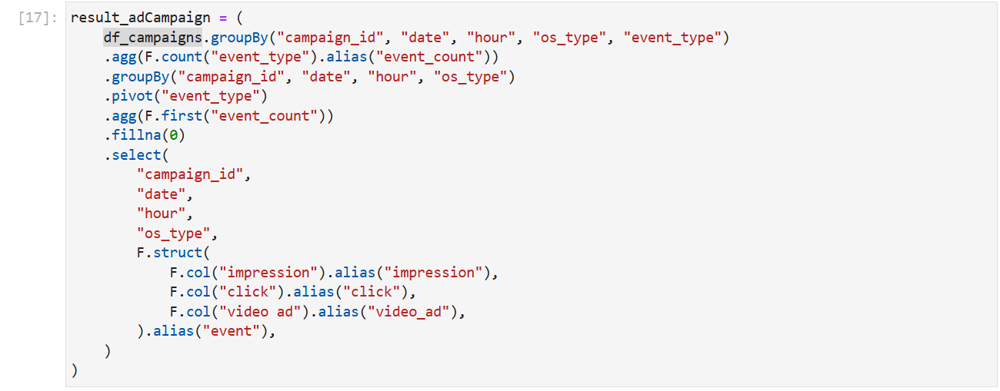 [17]: result_adCampaign = (
    df_campaigns.groupBy("campaign_id", "date", "hour", "os_type", "event_type")
    .agg(F.count("event_type").alias("event_count"))
    .groupBy("campaign_id", "date", "hour", "os_type")
    .pivot("event_type")
    .agg(F.first("event_count"))
    .fillna(0)
    .select(
        "campaign_id",
        "date",
        "hour",
        "os_type",
        F.struct(
            F.col("impression").alias("impression"),
            F.col("click").alias("click"),
            F.col("video ad").alias("video_ad"),
        ).alias("event"),
    )
)